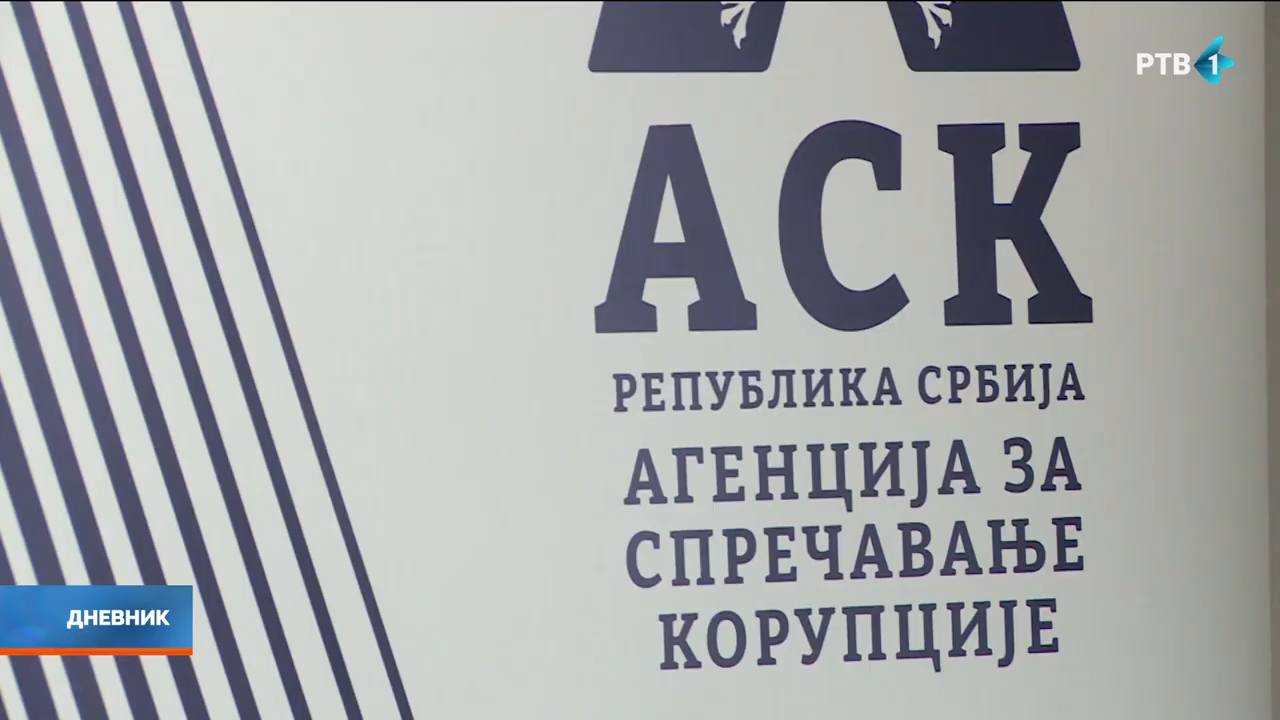 РТВ 1
АСК
РЕПУБЛИКА СРБИЈА
АГЕНЦИЈА ЗА
СПРЕЧАВАЊЕ
КОРУПЦИЈЕ
ДНЕВНИК